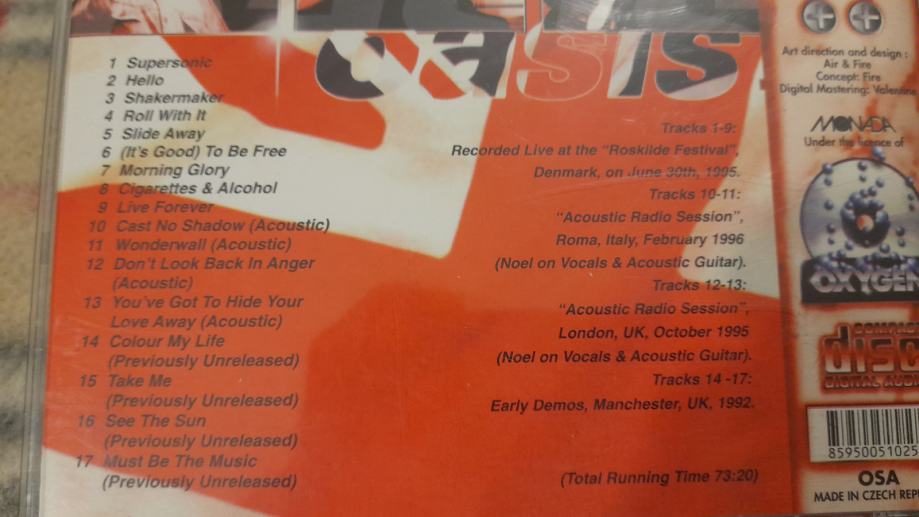 oasis.
1 Supersonic
2 Hello
3 Shakermaker
4 Roll With It
5 Slide Away
6 (It's Good) To Be Free
7 Morning Glory
8 Cigarettes & Alcohol
9 Live Forever
10 Cast No Shadow (Acoustic)
11 Wonderwall (Acoustic)
12 Don't Look Back In Anger
(Acoustic)
13 You've Got To Hide Your
Love Away (Acoustic)
14 Colour My Life
(Previously Unreleased)
15 Take Me
(Previously Unreleased)
16 See The Sun
(Previously Unreleased)
17 Must Be The Music
(Previously Unreleased)
Tracks 1-9:
Recorded Live at the "Roskilde Festival",
Denmark, on June 30th, 1995.
Tracks 10-11:
"Acoustic Radio Session",
Roma, Italy, February 1996
(Noel on Vocals & Acoustic Guitar).
Tracks 12-13:
"Acoustic Radio Session",
London, UK, October 1995
(Noel on Vocals & Acoustic Guitar).
Tracks 14 -17:
Early Demos, Manchester, UK, 1992.
(Total Running Time 73:20)
Art direction and design :
Air & Fire
Concept: Fire
Digital Mastering:
MONADA
Under the licence of
OXYGEN
COMPAC
disc
DIGITAL AUDI
85950051025
OSA
MADE IN CZECH REP